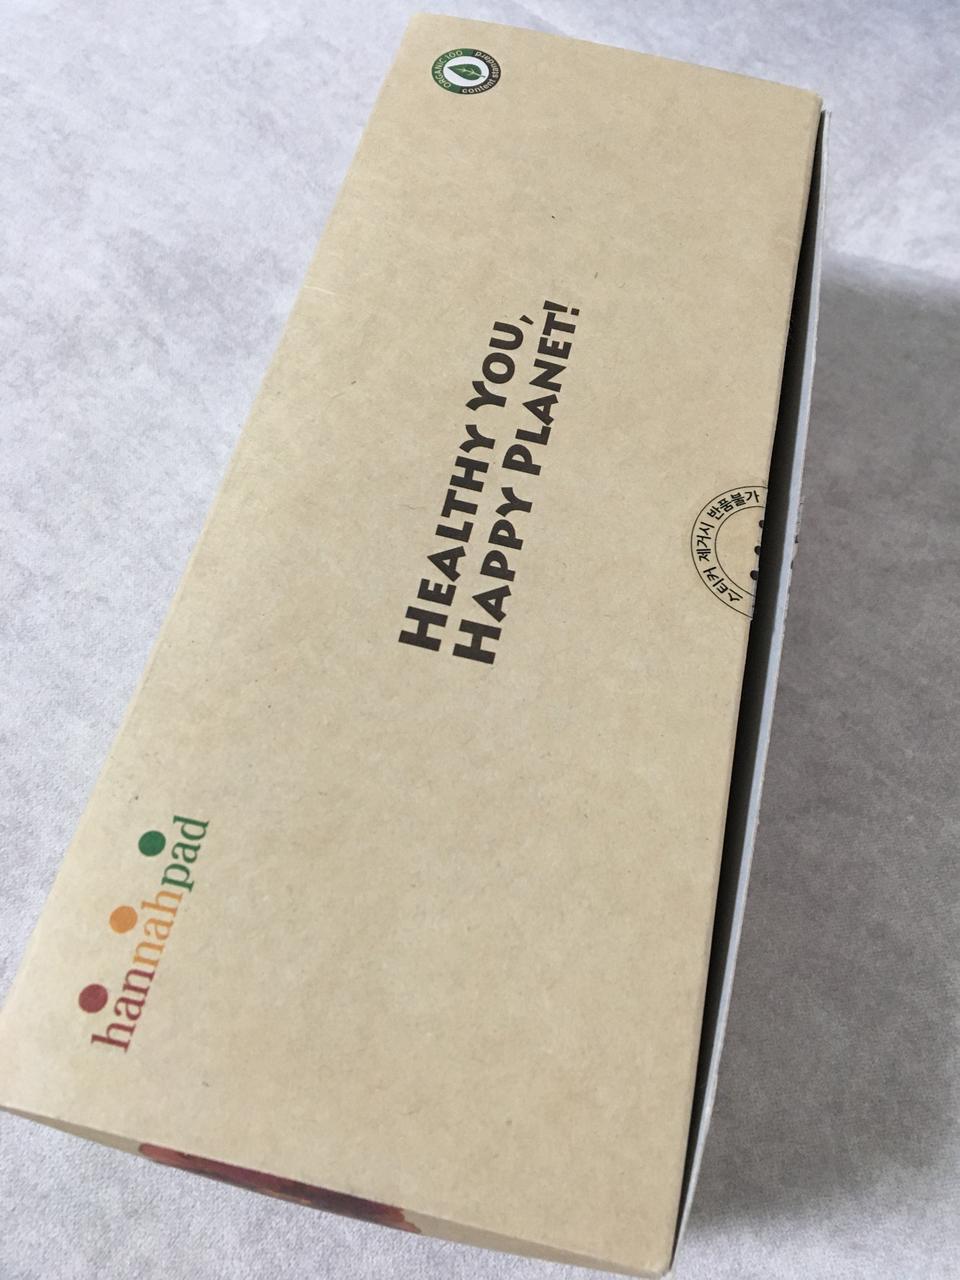 ORGANIC 100
content standard
HEALTHY YOU,
HAPPY PLANET!
스티커 제거시 반품불가
hannahpad